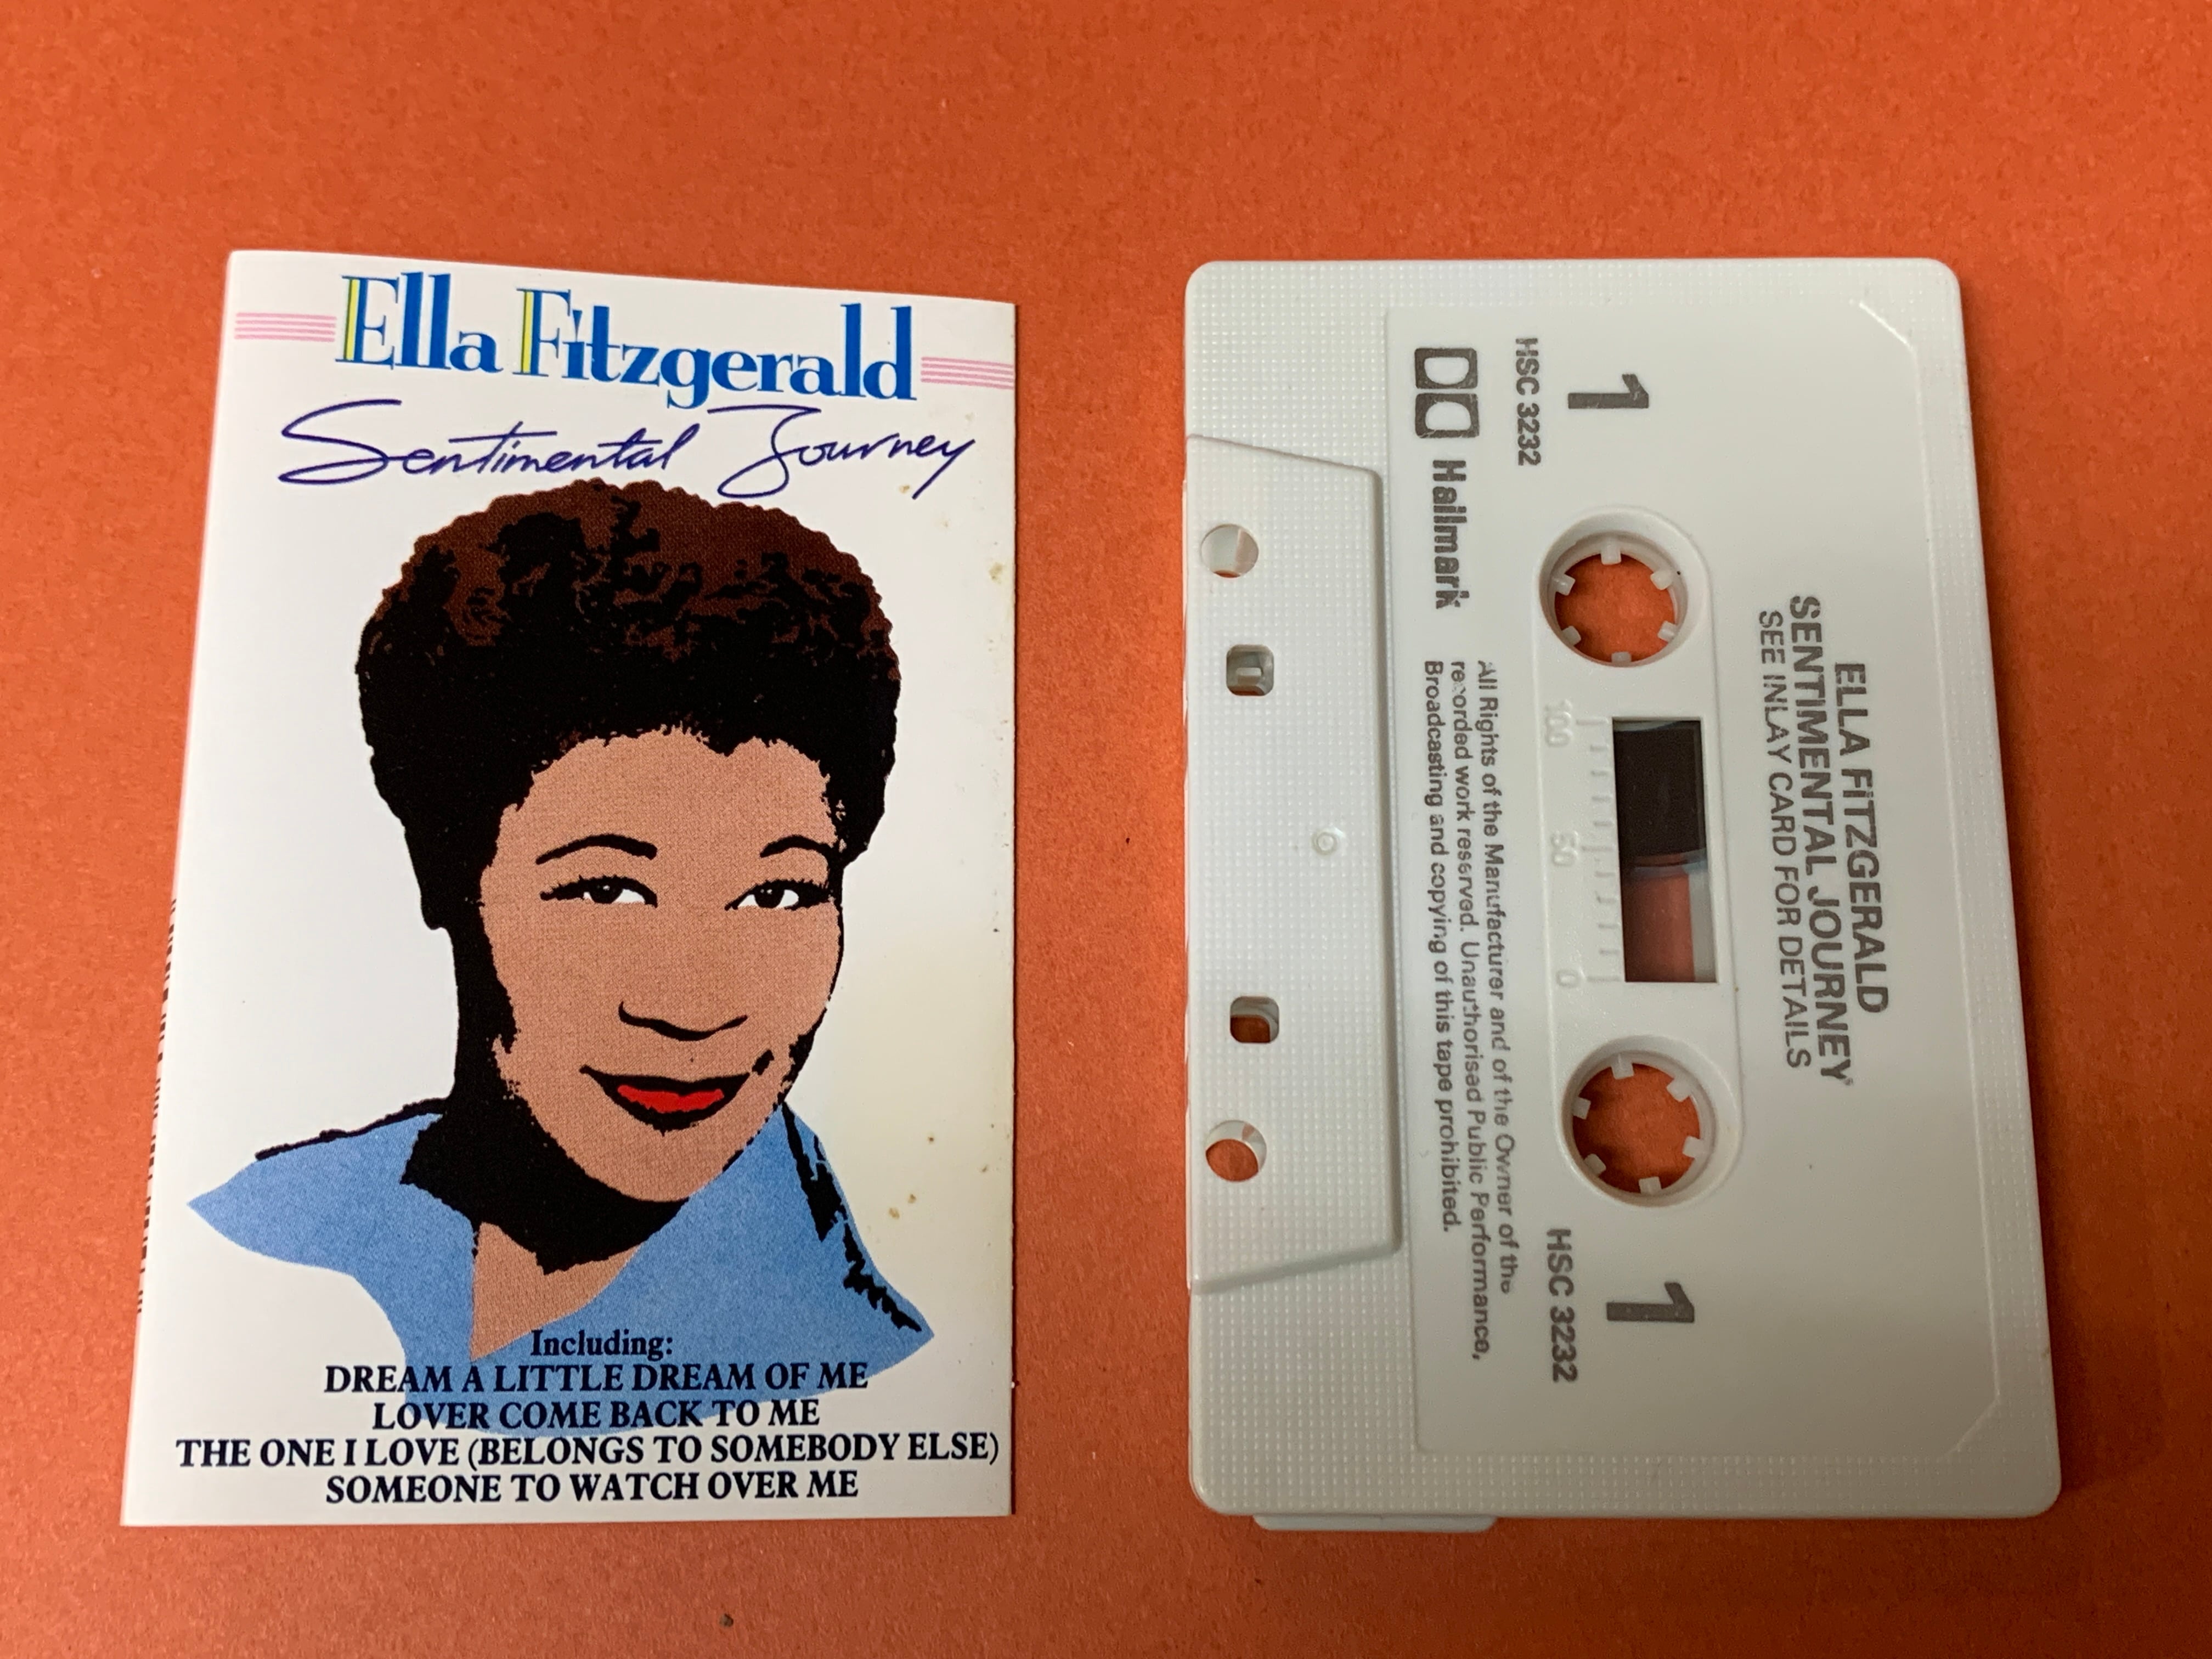 Ella Fitzgerald
Sentimental Journey
Including:
DREAM A LITTLE DREAM OF ME
LOVER COME BACK TO ME
THE ONE I LOVE (BELONGS TO SOMEBODY ELSE)
SOMEONE TO WATCH OVER ME
ELLA FITZGERALD
SENTIMENTAL JOURNEY
SEE INLAY CARD FOR DETAILS
1
1
HSC 3232
HSC 3232
100 50 0
Hallmark
All Rights of the Manufacturer and of the Owner of the
recorded work reserved. Unauthorised Public Performance,
Broadcasting and copying of this tape prohibited.